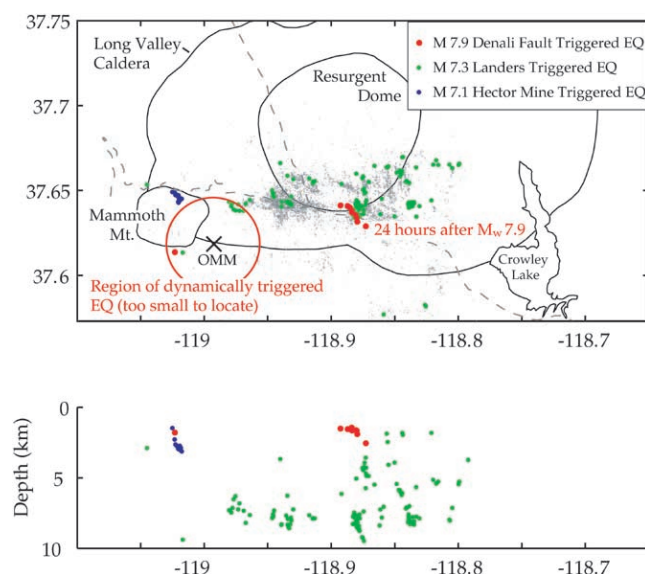 37.75
37.7
37.65
37.6
Long Valley
Caldera
Resurgent
Dome
M 7.9 Denali Fault Triggered EQ
M 7.3 Landers Triggered EQ
M 7.1 Hector Mine Triggered EQ
Mammoth
Mt.
OMM
24 hours after Mw 7.9
Crowley
Lake
Region of dynamically triggered
EQ (too small to locate)
-119 -118.9 -118.8 -118.7
Depth (km)
0
5
10
-119 -118.9 -118.8 -118.7